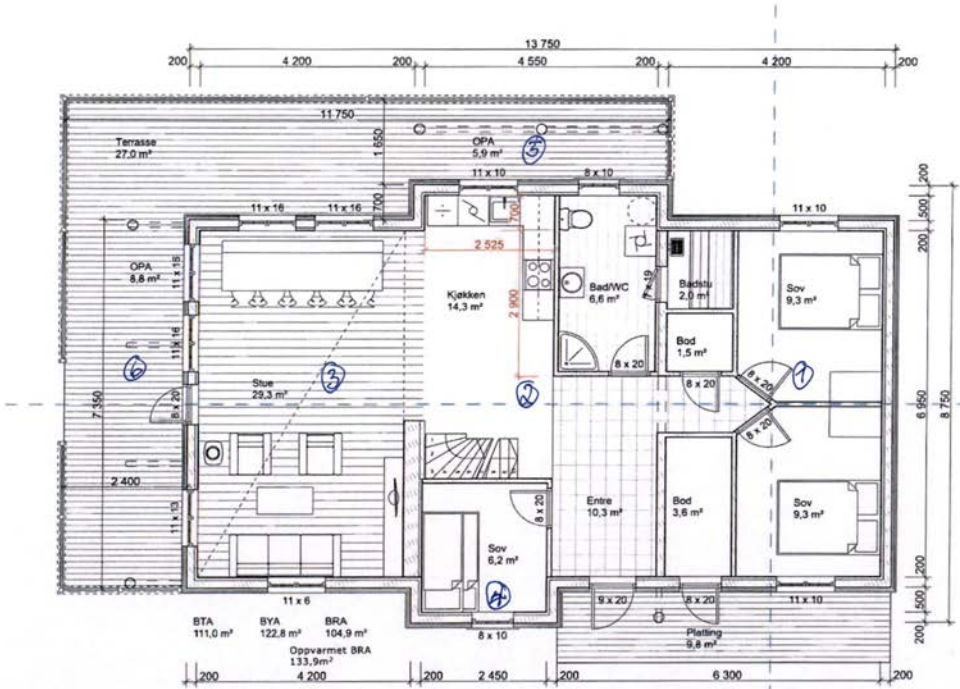 13 750
200
4 200
200
4 550
200
4 200
200
11 750
Terrasse
27,0 m²
1 650
OPA
5,9 m²
5
11 x 10
8 x 10
700
200
500
200
11 x 16
11 x 16
11 x 10
700
2 525
OPA
8,8 m²
11 x 16
Kjøkken
14,3 m²
2 900
Bad/WC
6,6 m²
7 x 19
Badstu
2,0 m²
Sov
9,3 m²
11 x 16
Bod
1,5 m²
6
Stue
29,3 m²
3
2
8 x 20
8 x 20
8 x 20
1
7 350
8 x 20
8 x 20
6 950
8 750
2 400
11 x 13
8 x 20
Entre
10,3 m²
Bod
3,6 m²
Sov
9,3 m²
Sov
6,2 m²
4
200
500
200
11 x 6
8 x 10
9 x 20
8 x 20
11 x 10
BTA
111,0 m²
BYA
122,8 m²
BRA
104,9 m²
Oppvarmet BRA
133,9m²
Platting
9,8 m²
200
4 200
200
2 450
200
6 300
200